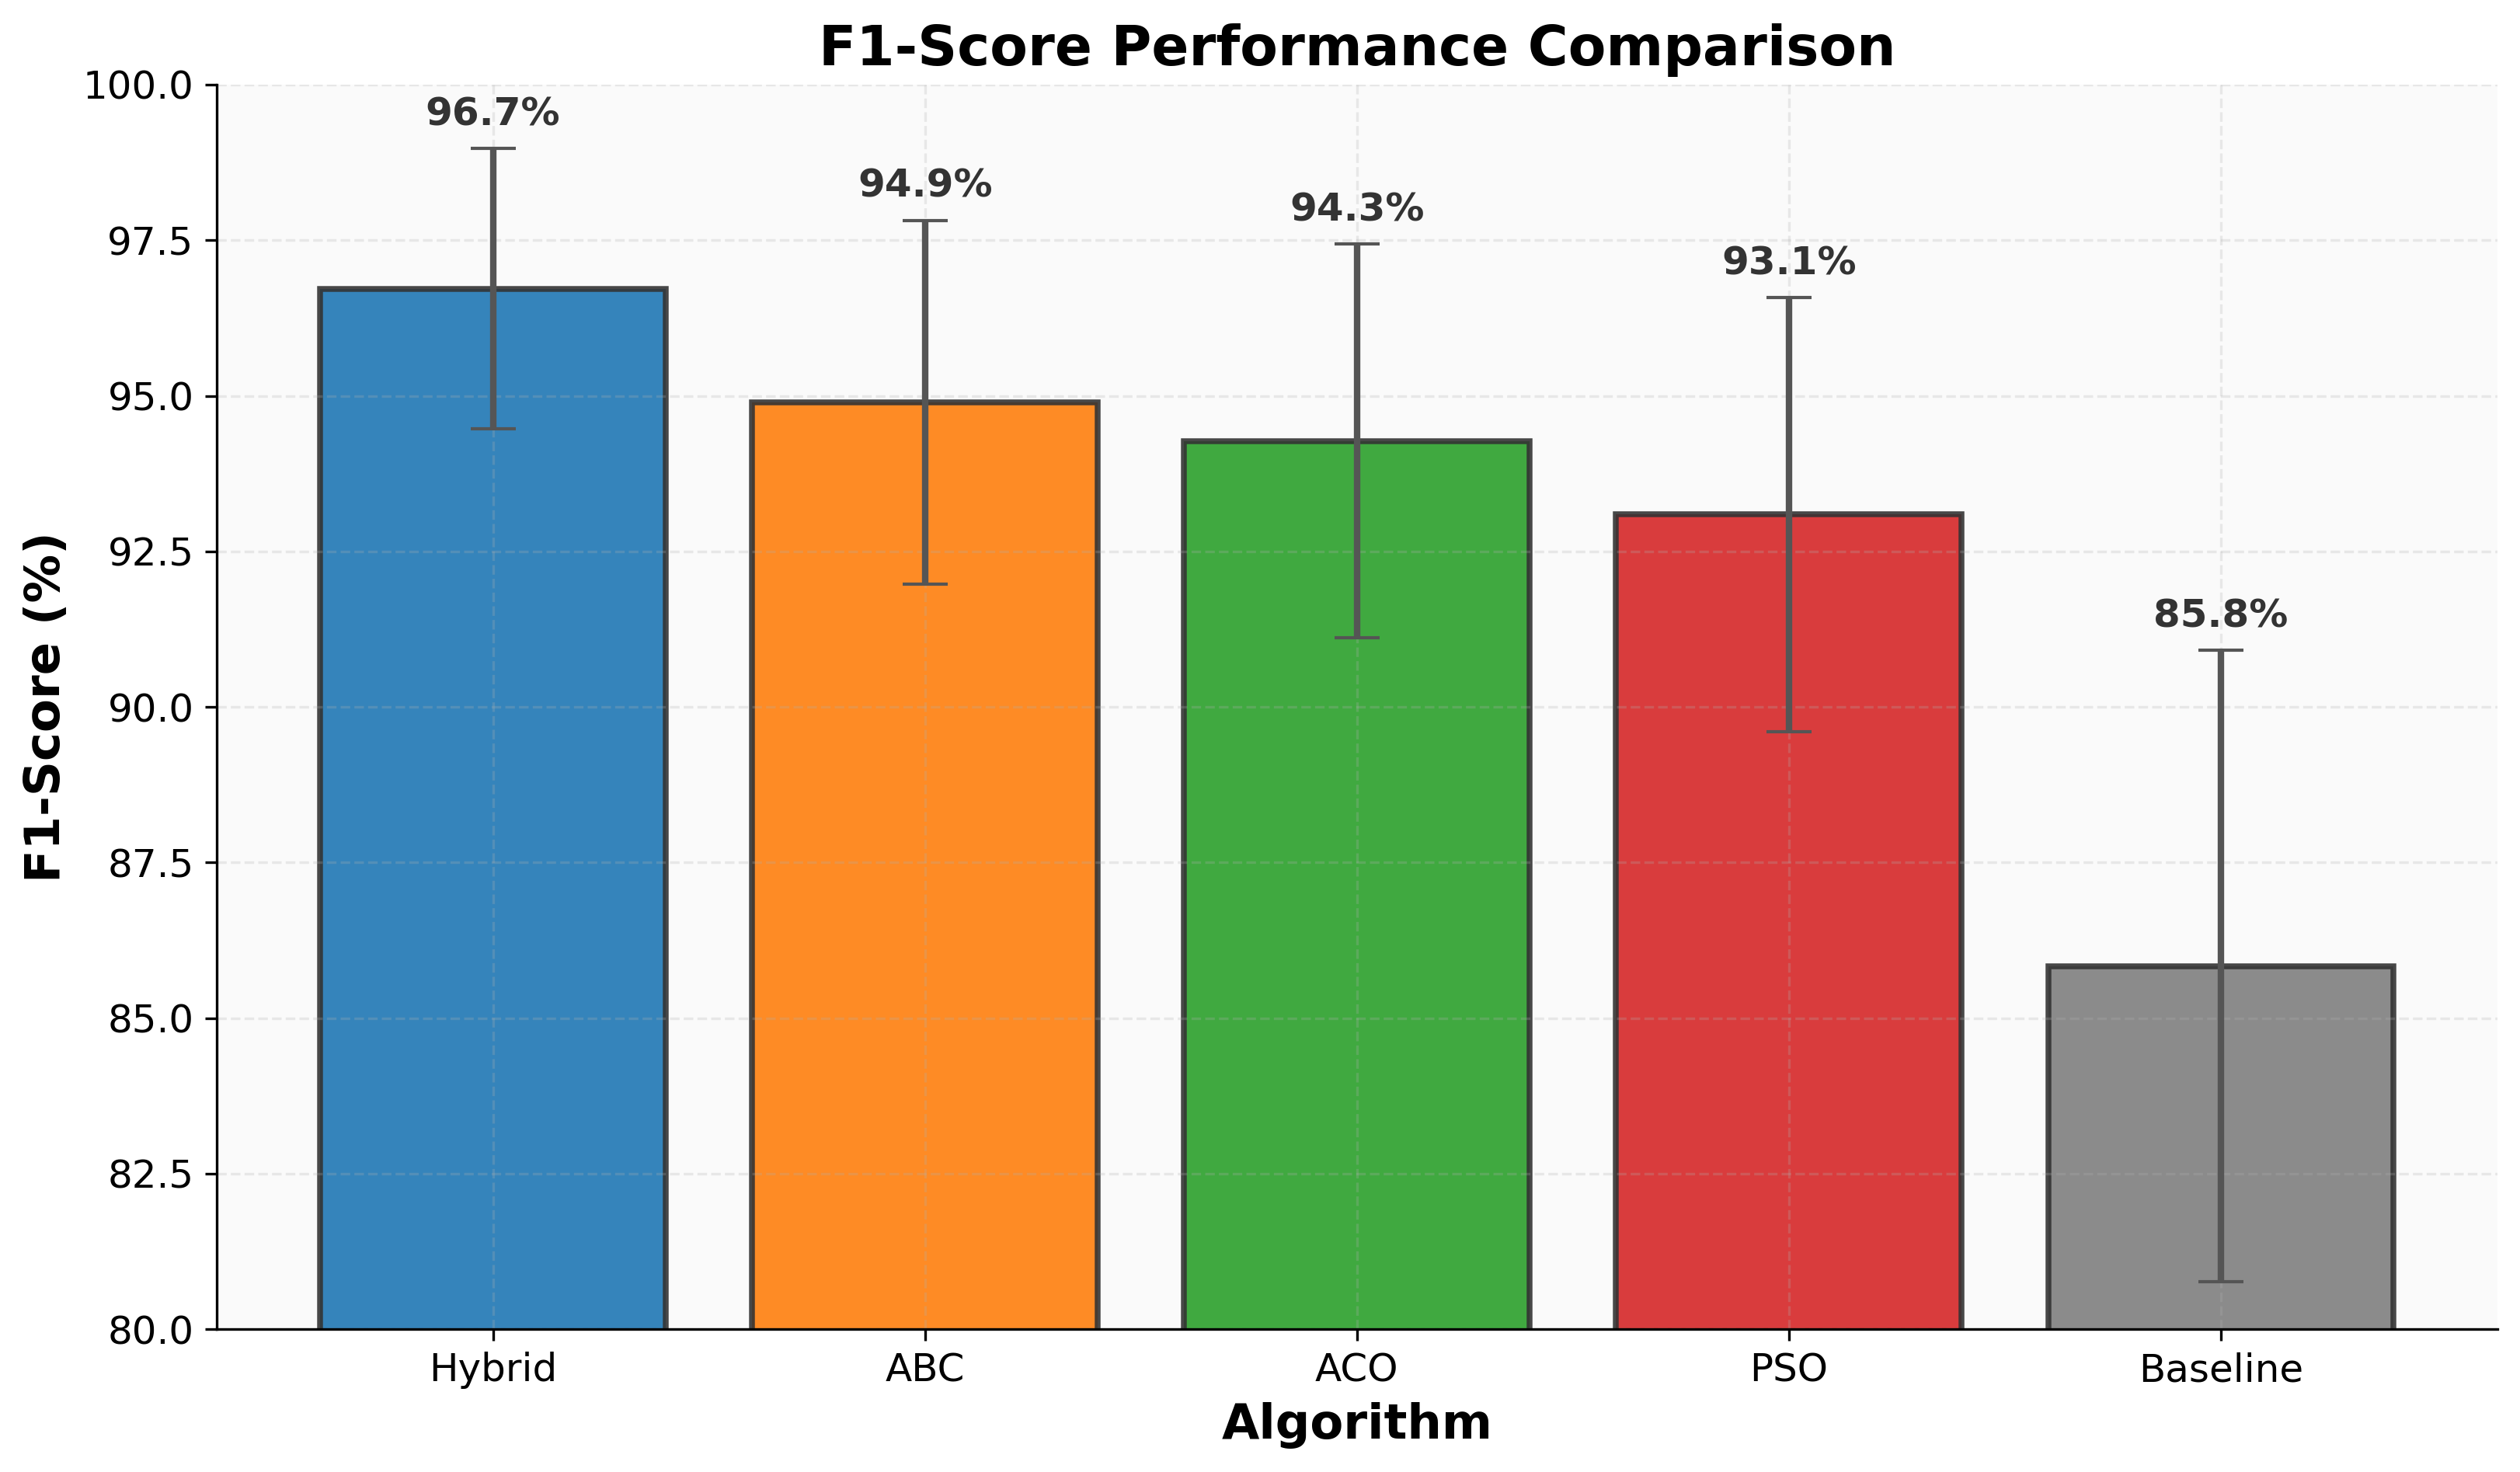 F1-Score Performance Comparison
100.0
97.5
95.0
92.5
90.0
87.5
85.0
82.5
80.0
F1-Score (%)
96.7%
94.9%
94.3%
93.1%
85.8%
Hybrid
ABC
ACO
PSO
Baseline
Algorithm